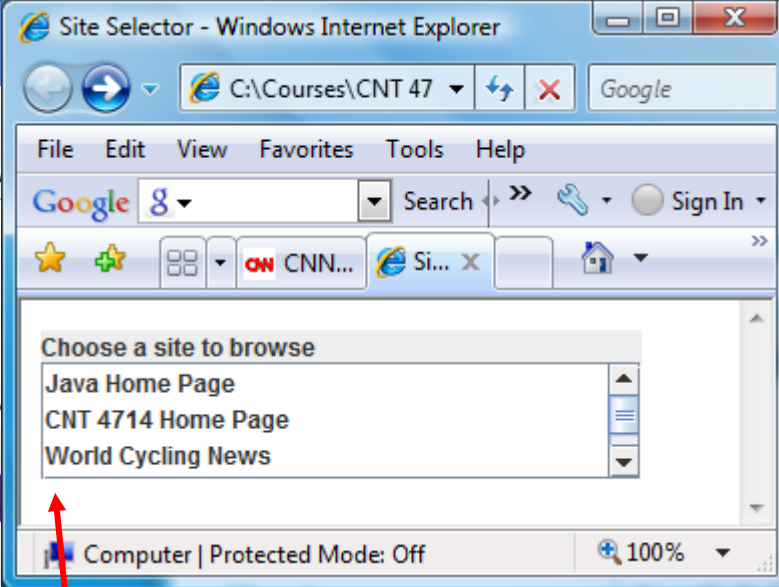 Site Selector - Windows Internet Explorer
C:\Courses\CNT 47
Google
File Edit View Favorites Tools Help
Google g Search » Sign In
CNN CNN... Si... »
Choose a site to browse
Java Home Page
CNT 4714 Home Page
World Cycling News
Computer | Protected Mode: Off 100%